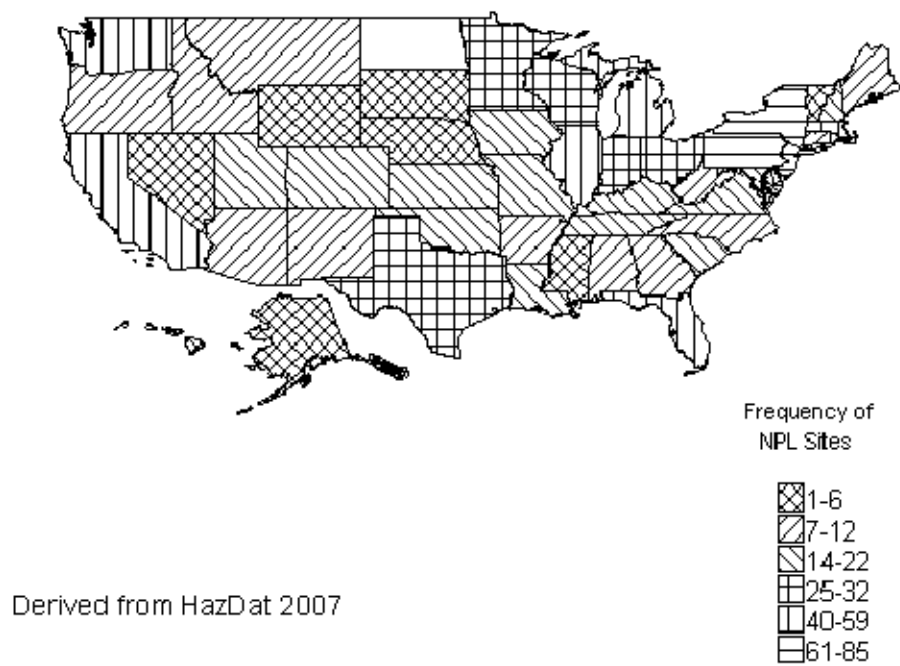 Frequency of
NPL Sites
1-6
7-12
14-22
25-32
40-59
61-85
Derived from HazDat 2007